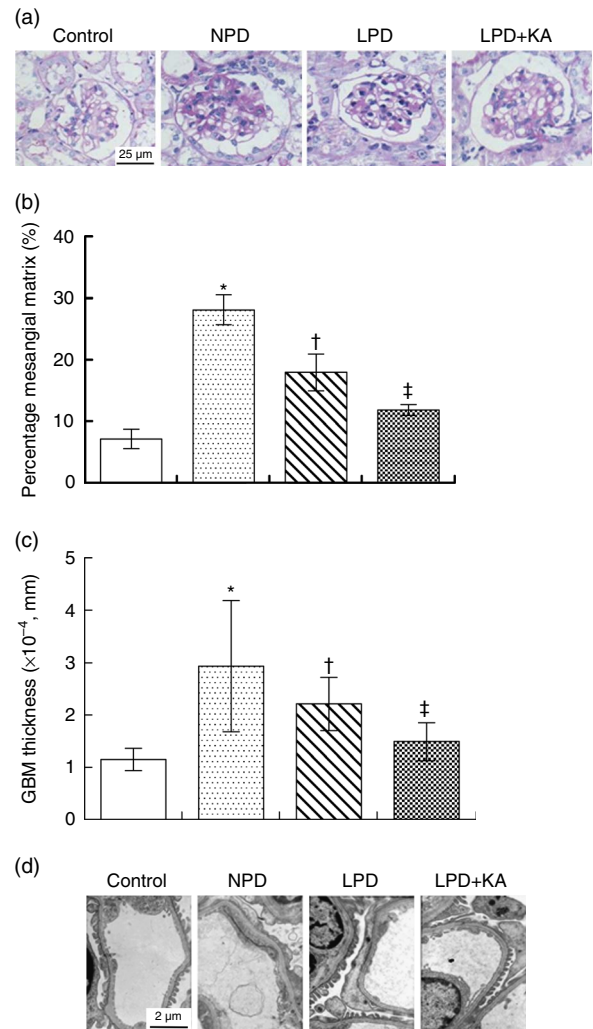 (a)
Control NPD LPD LPD+KA
25 µm
(b)
Percentage mesangial matrix (%)
40
30
20
10
0
* † ‡
(c)
GBM thickness (×10⁻⁴, mm)
5
4
3
2
1
0
* † ‡
(d)
Control NPD LPD LPD+KA
2 µm